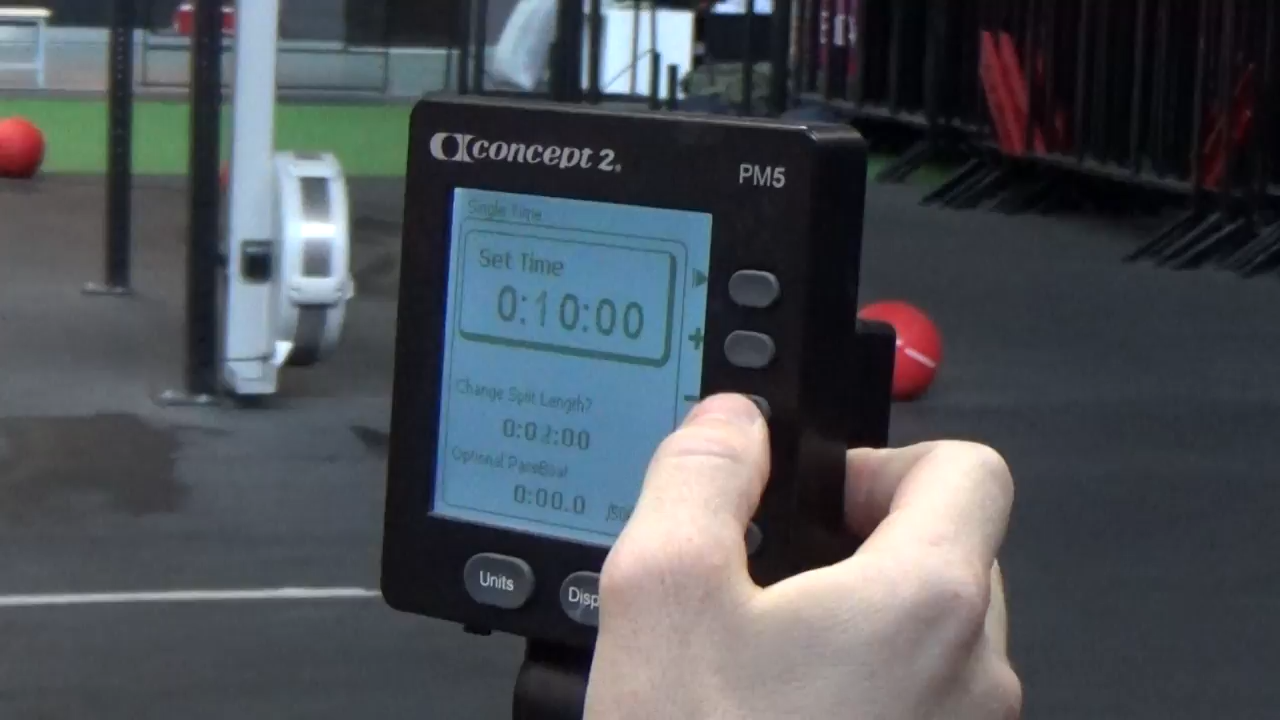 concept 2.
PM5
Single Time
Set Time
0:10:00
Change Split Length?
0:02:00
Optional PaceBoat
0:00.0
Units
Disp